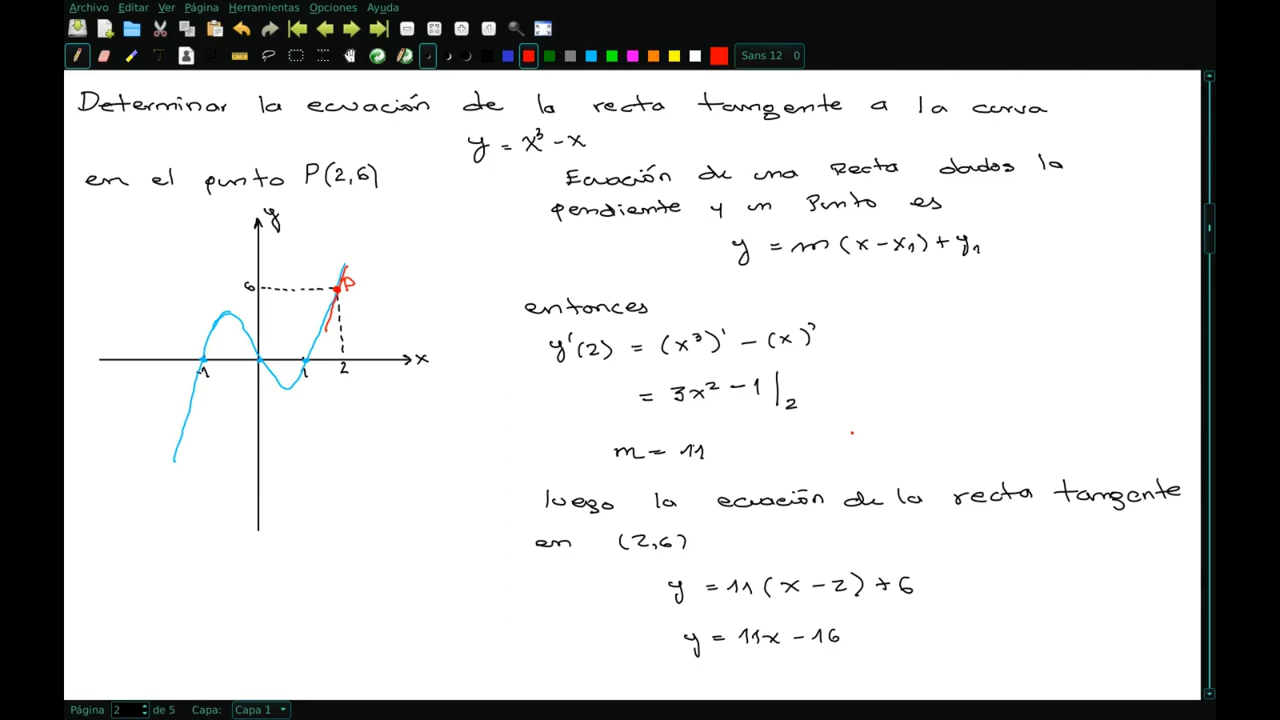 Archivo Editar Ver Página Herramientas Opciones Ayuda
Sans 12 0
Determinar la ecuación de la recta tangente a la curva
y = x³ - x
en el punto P(2,6)
Ecuación de una Recta dados la
pendiente y un Punto es
y = m(x-x₁)+y₁
y
6
P
-1
1
2
x
entonces
y'(2) = (x³)' - (x)'
= 3x² - 1 |₂
m = 11
luego la ecuación de la recta tangente
en (2,6)
y = 11(x-2)+6
y = 11x - 16
Página 2 de 5 Capa: Capa 1